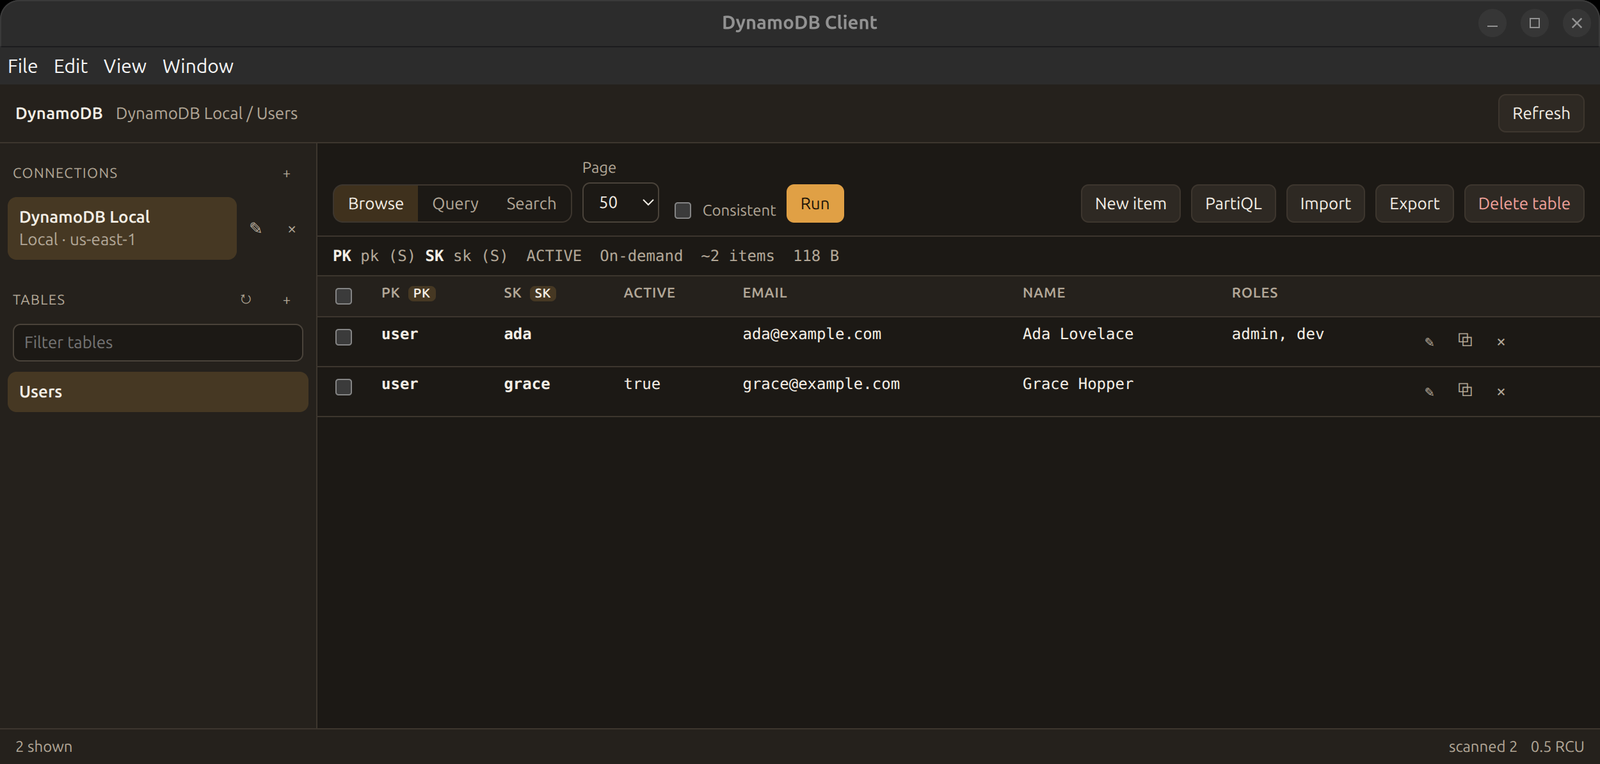 DynamoDB Client
File Edit View Window
DynamoDB DynamoDB Local / Users Refresh
CONNECTIONS +
DynamoDB Local
Local · us-east-1
TABLES +
Filter tables
Users
Page
Browse Query Search 50 Consistent Run New item PartiQL Import Export Delete table
PK pk (S) SK sk (S) ACTIVE On-demand ~2 items 118 B
PK PK SK SK ACTIVE EMAIL NAME ROLES
user ada ada@example.com Ada Lovelace admin, dev
user grace true grace@example.com Grace Hopper
2 shown scanned 2 0.5 RCU